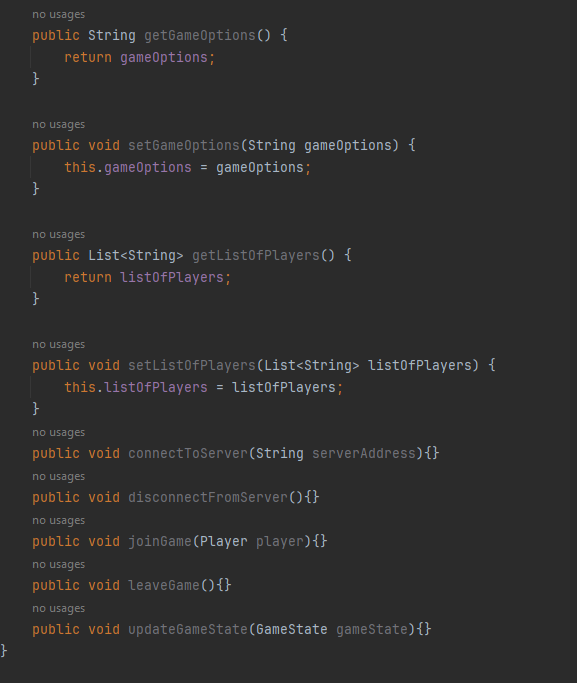 no usages
public String getGameOptions() {
    return gameOptions;
}
no usages
public void setGameOptions(String gameOptions) {
    this.gameOptions = gameOptions;
}
no usages
public List<String> getListOfPlayers() {
    return listOfPlayers;
}
no usages
public void setListOfPlayers(List<String> listOfPlayers) {
    this.listOfPlayers = listOfPlayers;
}
no usages
public void connectToServer(String serverAddress){}
no usages
public void disconnectFromServer(){}
no usages
public void joinGame(Player player){}
no usages
public void leaveGame(){}
no usages
public void updateGameState(GameState gameState){}
}